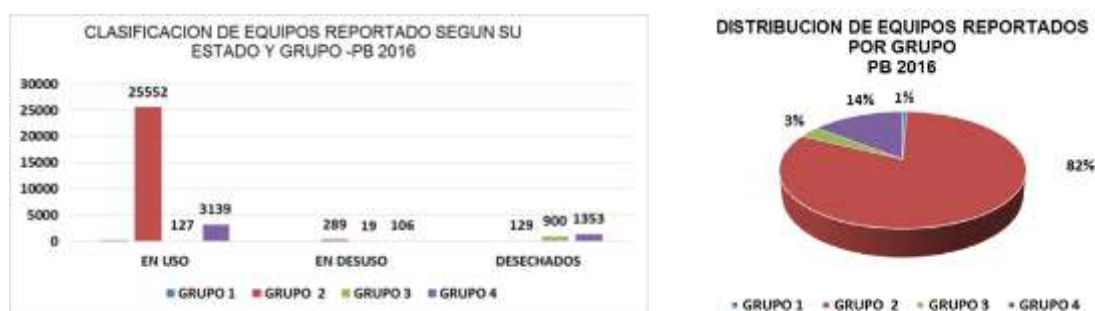 CLASIFICACION DE EQUIPOS REPORTADO SEGUN SU
ESTADO Y GRUPO -PB 2016
30000
25000
20000
15000
10000
5000
0
25552
127
3139
289
19
106
129
900
1353
EN USO
EN DESUSO
DESECHADOS
GRUPO 1
GRUPO 2
GRUPO 3
GRUPO 4
DISTRIBUCION DE EQUIPOS REPORTADOS
POR GRUPO
PB 2016
14%
1%
3%
82%
GRUPO 1
GRUPO 2
GRUPO 3
GRUPO 4